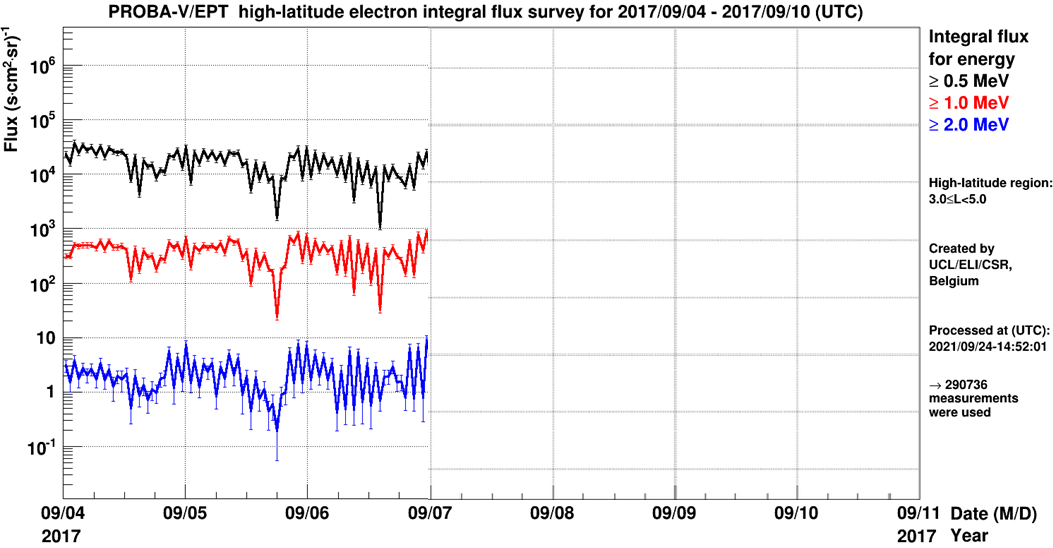 PROBA-V/EPT high-latitude electron integral flux survey for 2017/09/04 - 2017/09/10 (UTC)
Flux (s·cm²·sr)⁻¹
10⁶
10⁵
10⁴
10³
10²
10
1
10⁻¹
09/04 09/05 09/06 09/07 09/08 09/09 09/10 09/11 Date (M/D)
2017 2017 Year
Integral flux
for energy
≥ 0.5 MeV
≥ 1.0 MeV
≥ 2.0 MeV
High-latitude region:
3.0≤L<5.0
Created by
UCL/ELI/CSR,
Belgium
Processed at (UTC):
2021/09/24-14:52:01
→ 290736
measurements
were used